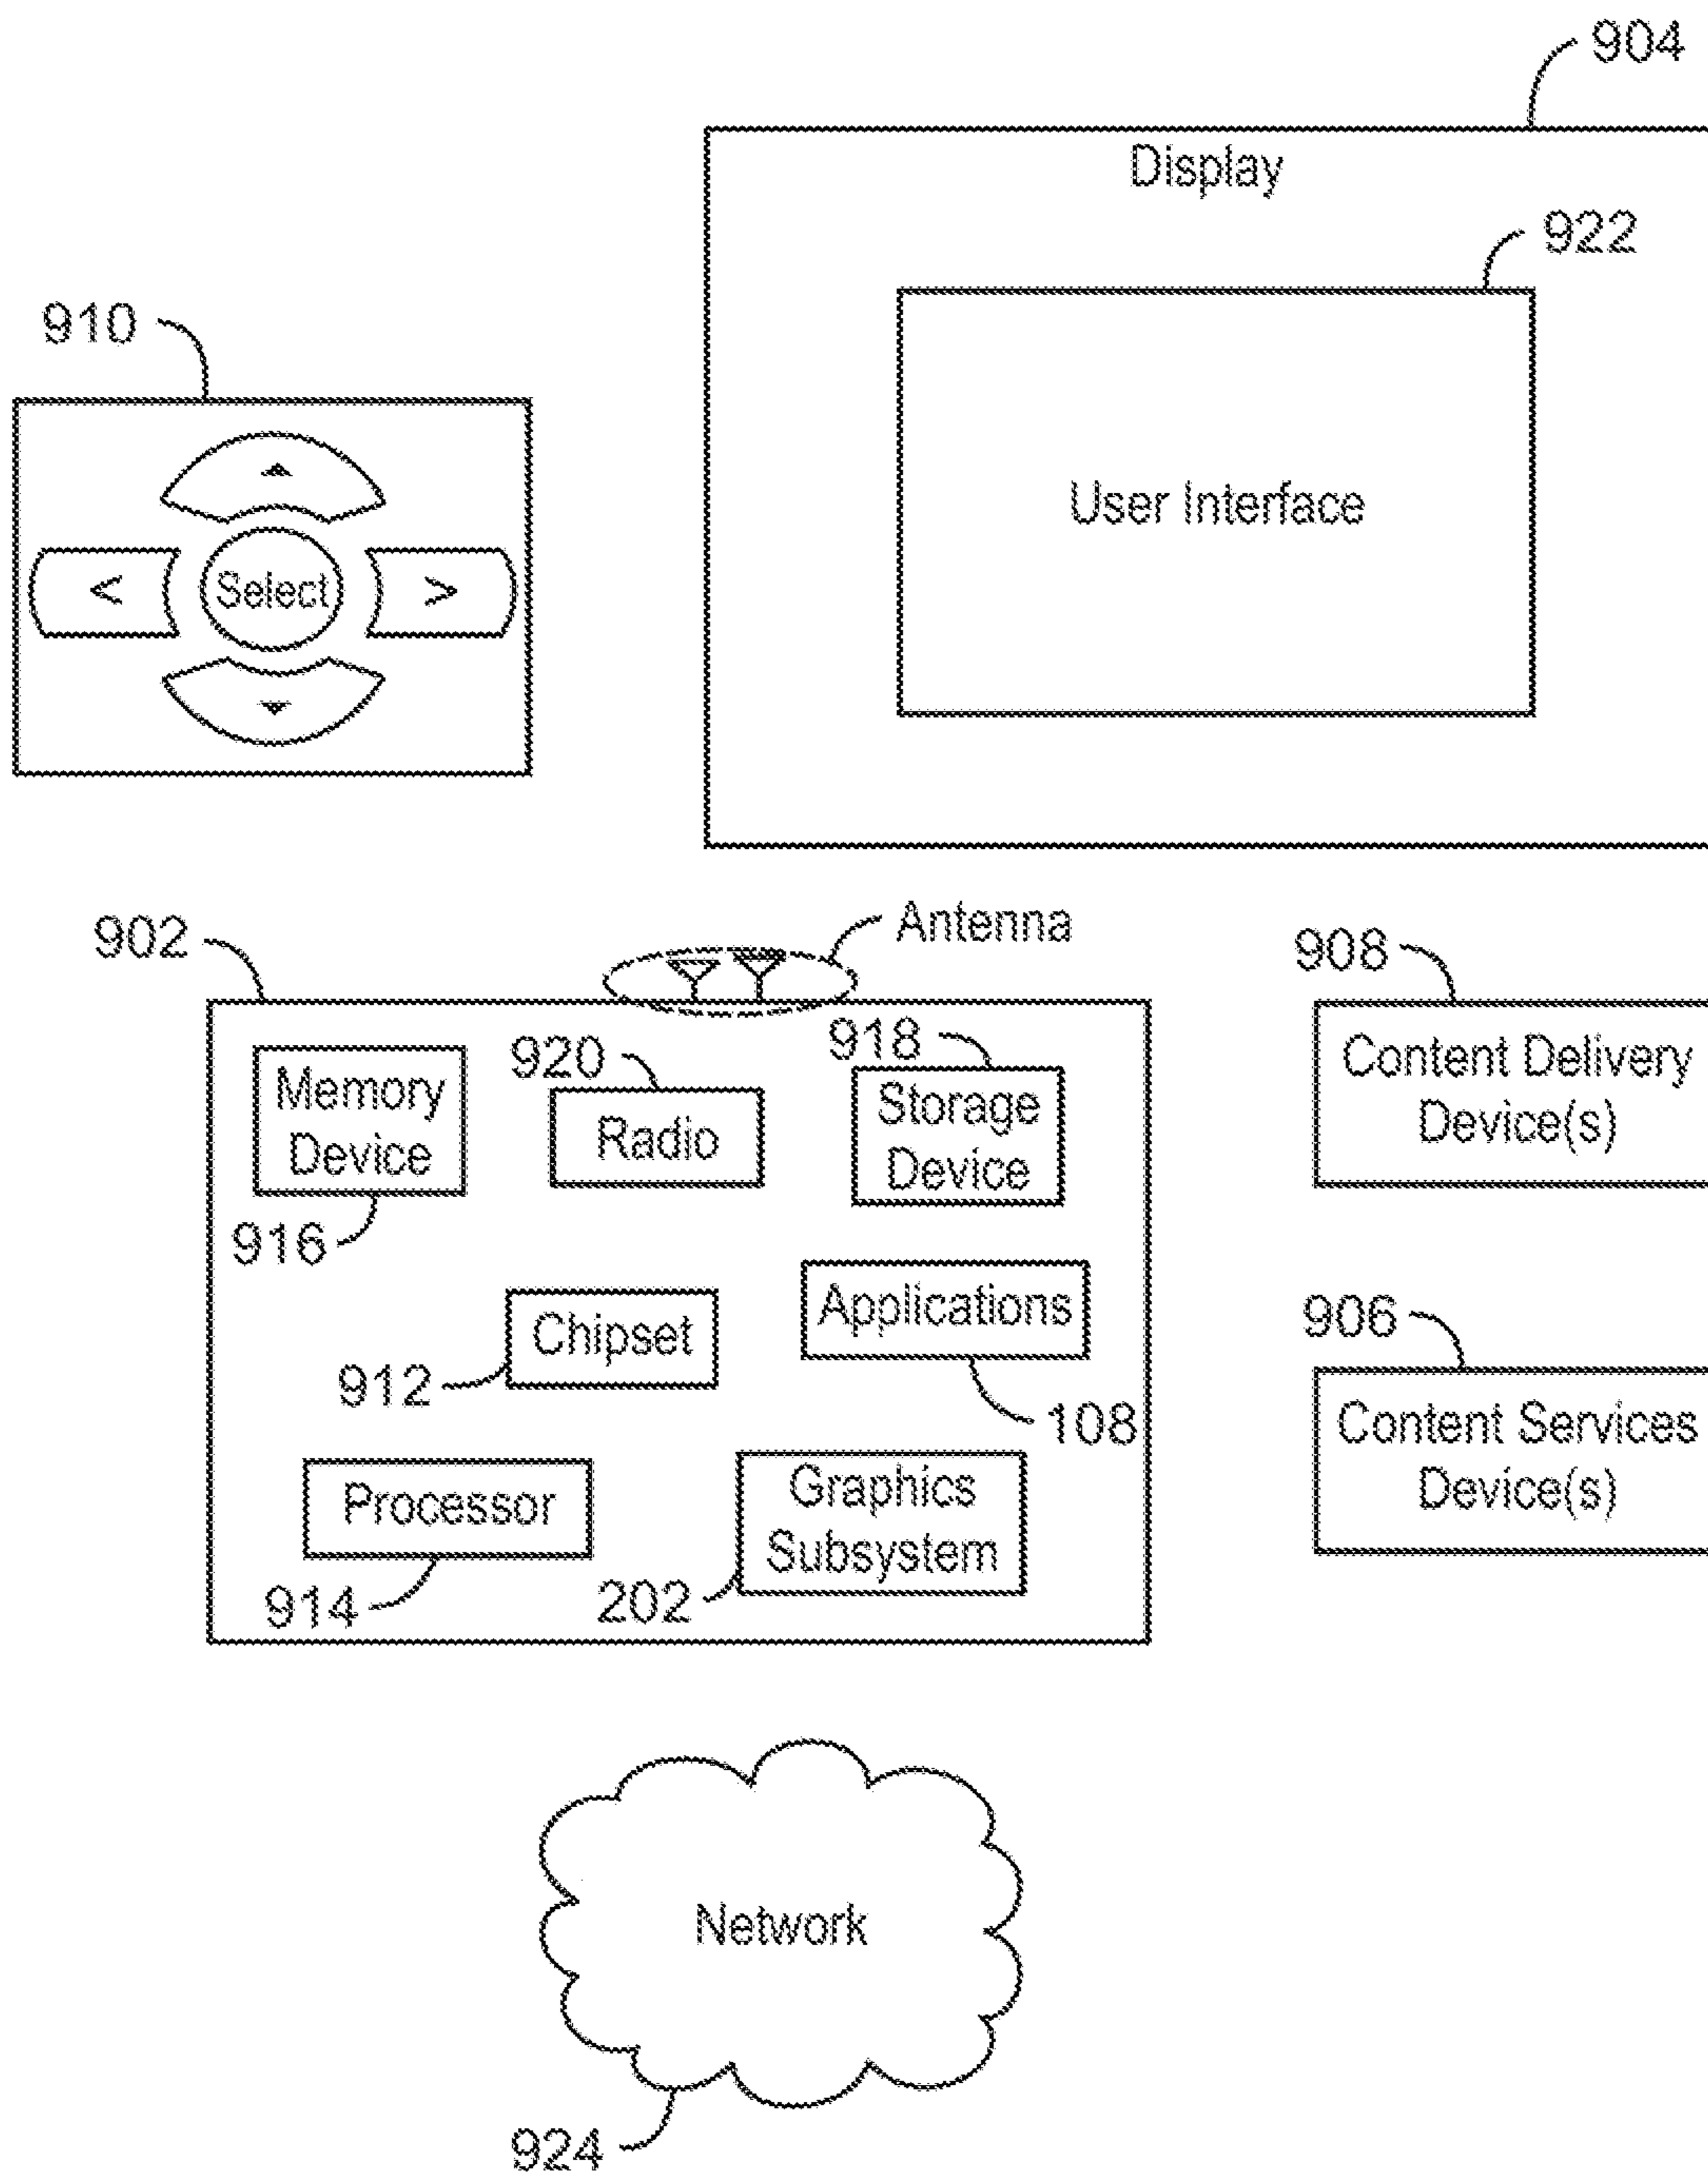 904
Display
922
User Interface
910
<
Select
>
902
Antenna
908
Content Delivery
Device(s)
Memory
Device
916
920
Radio
918
Storage
Device
Chipset
912
Applications
108
906
Content Services
Device(s)
Processor
914
Graphics
Subsystem
202
Network
924